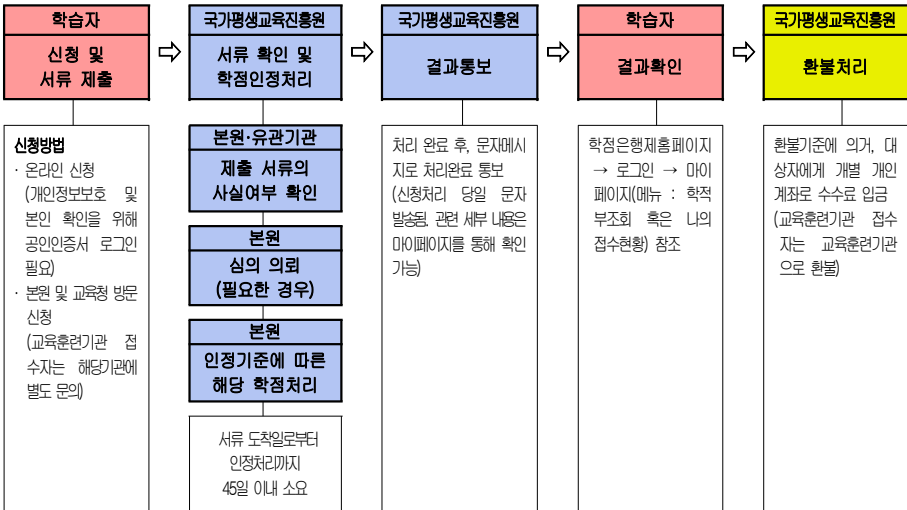 학습자
신청 및
서류 제출
⇨
국가평생교육진흥원
서류 확인 및
학점인정처리
⇨
국가평생교육진흥원
결과통보
⇨
학습자
결과확인
⇨
국가평생교육진흥원
환불처리
신청방법
· 온라인 신청
(개인정보보호 및
본인 확인을 위해
공인인증서 로그인
필요)
· 본원 및 교육청 방문
신청
(교육훈련기관 접
수자는 해당기관에
별도 문의)
본원·유관기관
제출 서류의
사실여부 확인
본원
심의 의뢰
(필요한 경우)
본원
인정기준에 따른
해당 학점처리
서류 도착일로부터
인정처리까지
45일 이내 소요
처리 완료 후, 문자메시
지로 처리완료 통보
(신청처리 당일 문자
발송됨. 관련 세부 내용은
마이페이지를 통해 확인
가능)
학점은행제홈페이지
→ 로그인 → 마이
페이지(메뉴 : 학적
부조회 혹은 나의
접수현황) 참조
환불기준에 의거, 대
상자에게 개별 개인
계좌로 수수료 입금
(교육훈련기관 접수
자는 교육훈련기관
으로 환불)